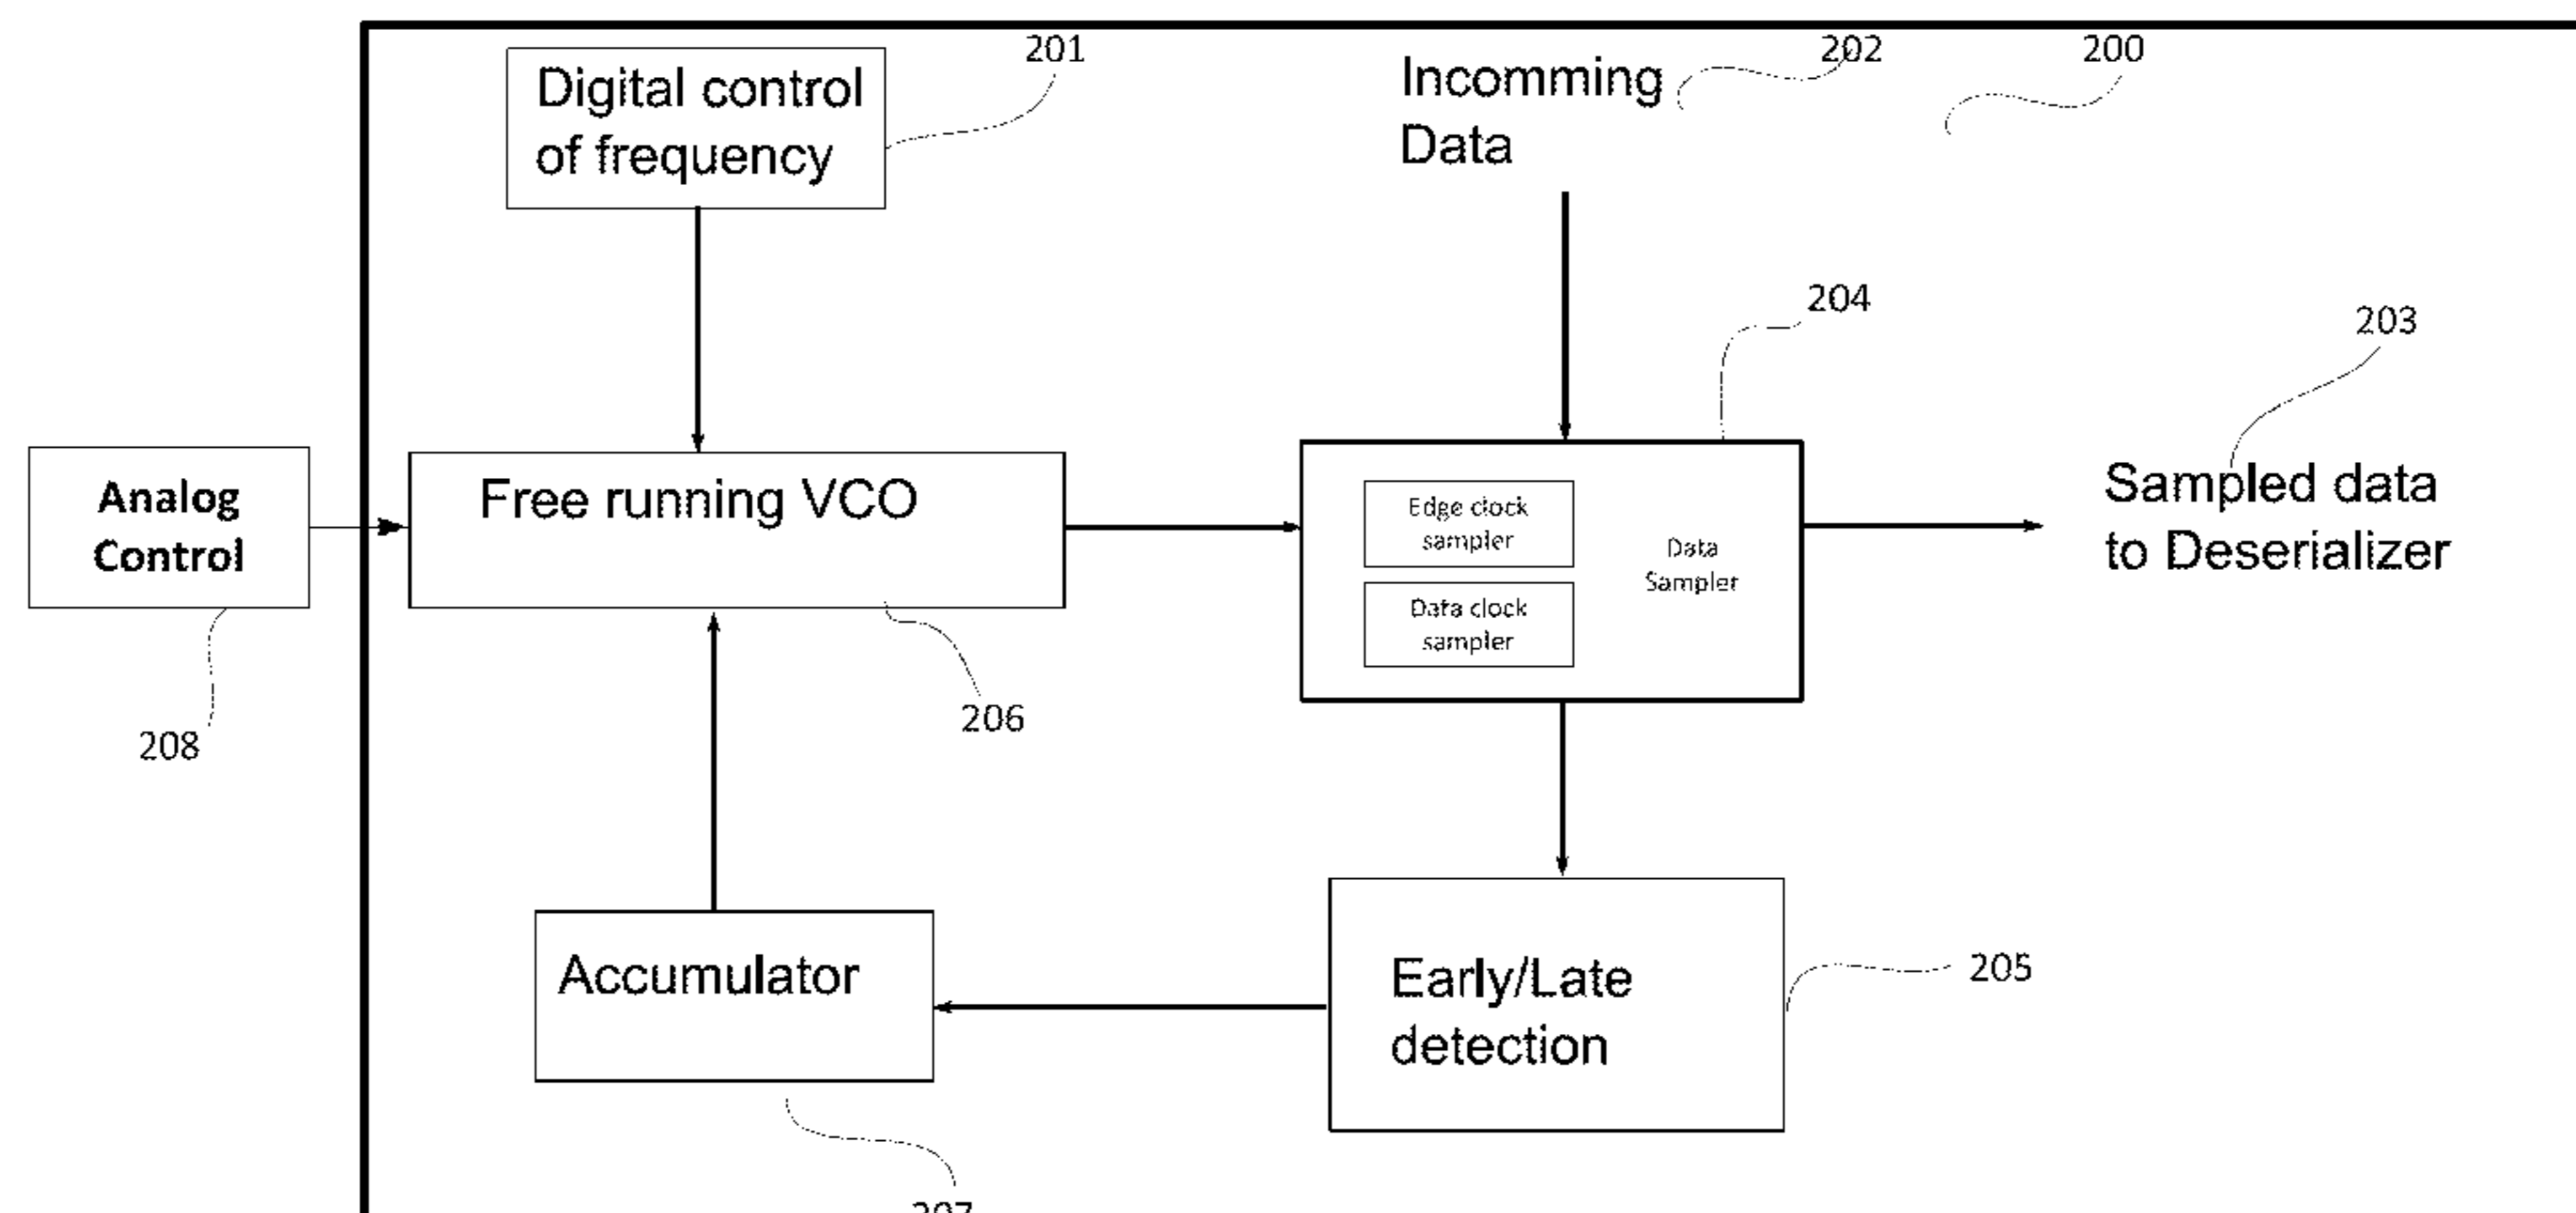 201
202
200
Digital control
of frequency
Incomming
Data
204
203
Analog
Control
Free running VCO
Edge clock
sampler
Data clock
sampler
Data
Sampler
Sampled data
to Deserializer
208
206
Accumulator
Early/Late
detection
205
207